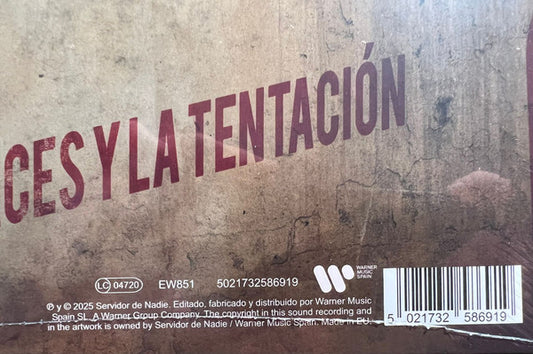 CES Y LA TENTACIÓN
LC 04720 EW851 5021732586919
WARNER
MUSIC
SPAIN
℗ y © 2025 Servidor de Nadie. Editado, fabricado y distribuido por Warner Music
Spain SL. A Warner Group Company. The copyright in this sound recording and
in the artwork is owned by Servidor de Nadie / Warner Music Spain. Made in EU.
5 021732 586919